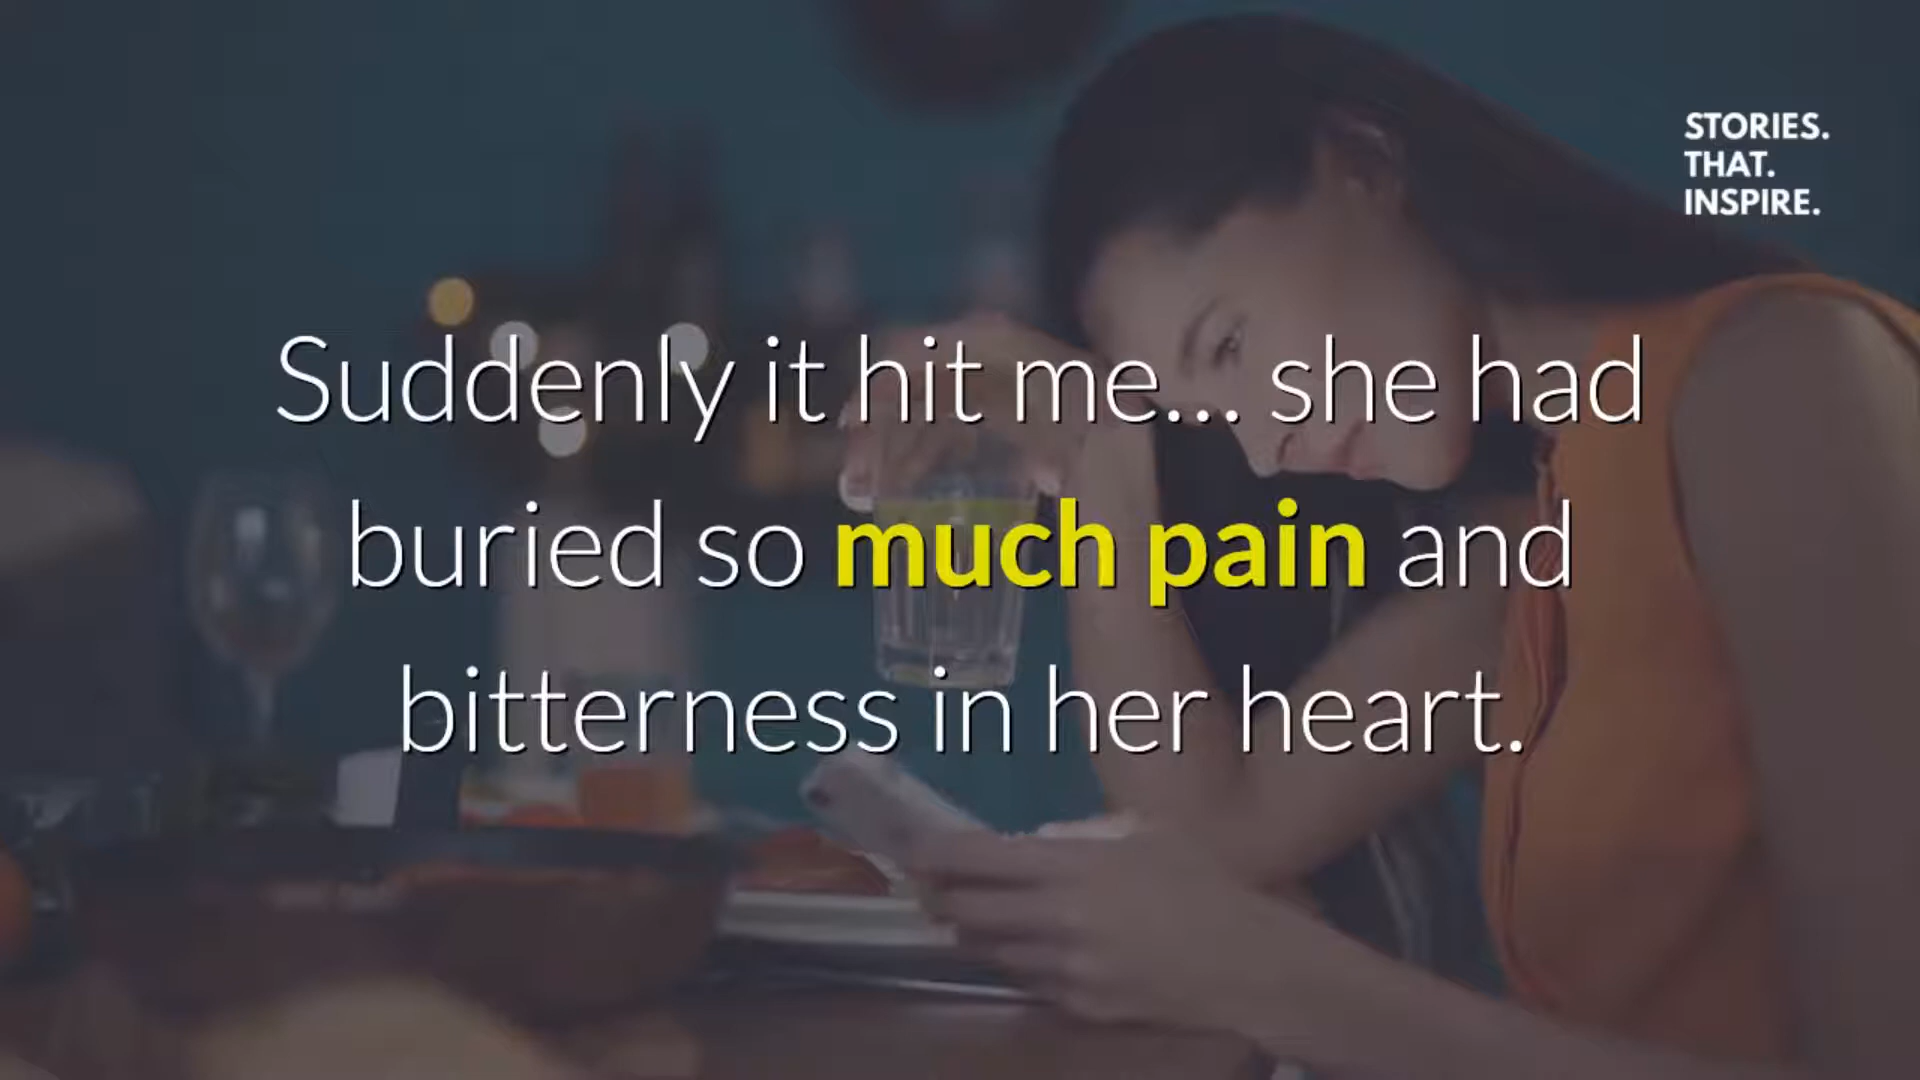 STORIES.
THAT.
INSPIRE.
Suddenly it hit me... she had
buried so much pain and
bitterness in her heart.